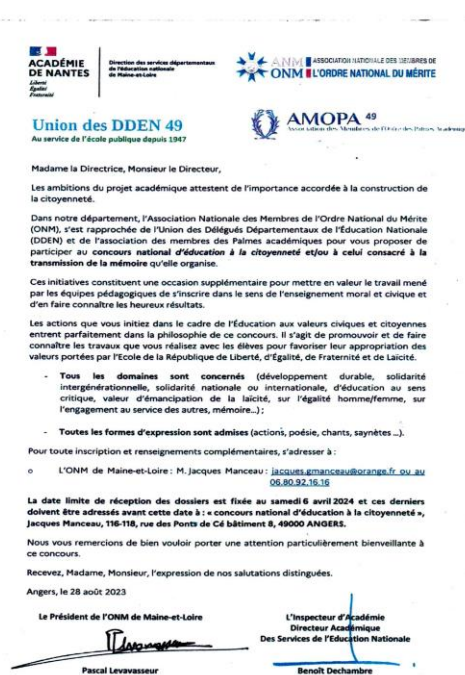 ACADÉMIE
DE NANTES
Liberté
Égalité
Fraternité
Direction des services départementaux
de l'éducation nationale
de Maine-et-Loire
ANM ASSOCIATION NATIONALE DES MEMBRES DE
ONM L'ORDRE NATIONAL DU MÉRITE
Union des DDEN 49
Au service de l'école publique depuis 1947
AMOPA 49
Association des Membres de l'Ordre des Palmes Académiq
Madame la Directrice, Monsieur le Directeur,
Les ambitions du projet académique attestent de l'importance accordée à la construction de
la citoyenneté.
Dans notre département, l'Association Nationale des Membres de l'Ordre National du Mérite
(ONM), s'est rapprochée de l'Union des Délégués Départementaux de l'Éducation Nationale
(DDEN) et de l'association des membres des Palmes académiques pour vous proposer de
participer au concours national d'éducation à la citoyenneté et/ou à celui consacré à la
transmission de la mémoire qu'elle organise.
Ces initiatives constituent une occasion supplémentaire pour mettre en valeur le travail mené
par les équipes pédagogiques de s'inscrire dans le sens de l'enseignement moral et civique et
d'en faire connaître les heureux résultats.
Les actions que vous initiez dans le cadre de l'Éducation aux valeurs civiques et citoyennes
entrent parfaitement dans la philosophie de ce concours. Il s'agit de promouvoir et de faire
connaître les travaux que vous réalisez avec les élèves pour favoriser leur appropriation des
valeurs portées par l'Ecole de la République de Liberté, d'Égalité, de Fraternité et de Laïcité.
- Tous les domaines sont concernés (développement durable, solidarité
intergénérationnelle, solidarité nationale ou internationale, d'éducation au sens
critique, valeur d'émancipation de la laïcité, sur l'égalité homme/femme, sur
l'engagement au service des autres, mémoire...) ;
- Toutes les formes d'expression sont admises (actions, poésie, chants, saynètes ...).
Pour toute inscription et renseignements complémentaires, s'adresser à :
o L'ONM de Maine-et-Loire : M. Jacques Manceau : jacques.gmanceau@orange.fr ou au
06.80.92.16.16
La date limite de réception des dossiers est fixée au samedi 6 avril 2024 et ces derniers
doivent être adressés avant cette date à : « concours national d'éducation à la citoyenneté »,
Jacques Manceau, 116-118, rue des Ponts de Cé bâtiment 8, 49000 ANGERS.
Nous vous remercions de bien vouloir porter une attention particulièrement bienveillante à
ce concours.
Recevez, Madame, Monsieur, l'expression de nos salutations distinguées.
Angers, le 28 août 2023
Le Président de l'ONM de Maine-et-Loire
Pascal Levavasseur
L'Inspecteur d'Académie
Directeur Académique
Des Services de l'Education Nationale
Benoît Dechambre